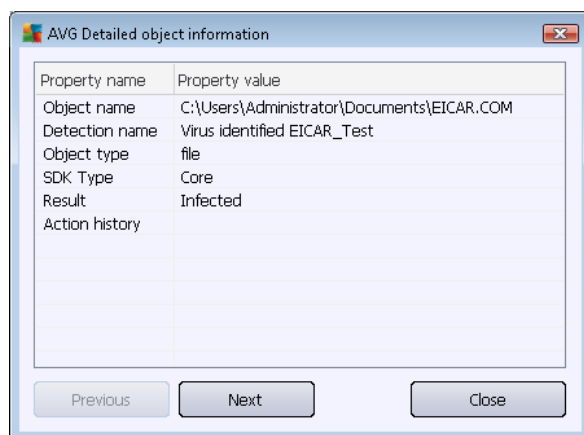 AVG Detailed object information
Property name Property value
Object name C:\Users\Administrator\Documents\EICAR.COM
Detection name Virus identified EICAR_Test
Object type file
SDK Type Core
Result Infected
Action history
Previous Next Close